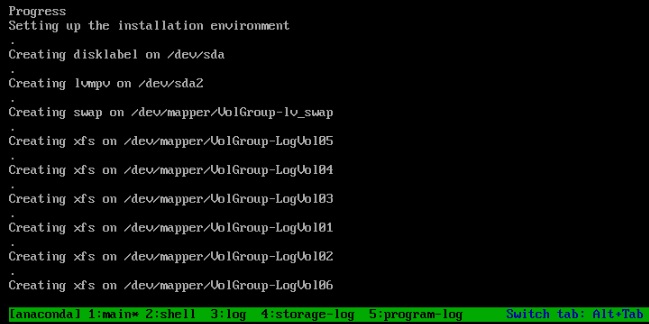 Progress
Setting up the installation environment
.
Creating disklabel on /dev/sda
.
Creating lvmpv on /dev/sda2
.
Creating swap on /dev/mapper/VolGroup-lv_swap
.
Creating xfs on /dev/mapper/VolGroup-LogVol05
.
Creating xfs on /dev/mapper/VolGroup-LogVol04
.
Creating xfs on /dev/mapper/VolGroup-LogVol03
.
Creating xfs on /dev/mapper/VolGroup-LogVol01
.
Creating xfs on /dev/mapper/VolGroup-LogVol02
.
Creating xfs on /dev/mapper/VolGroup-LogVol06
[anaconda] 1:main* 2:shell  3:log  4:storage-log  5:program-log Switch tab: Alt+Tab